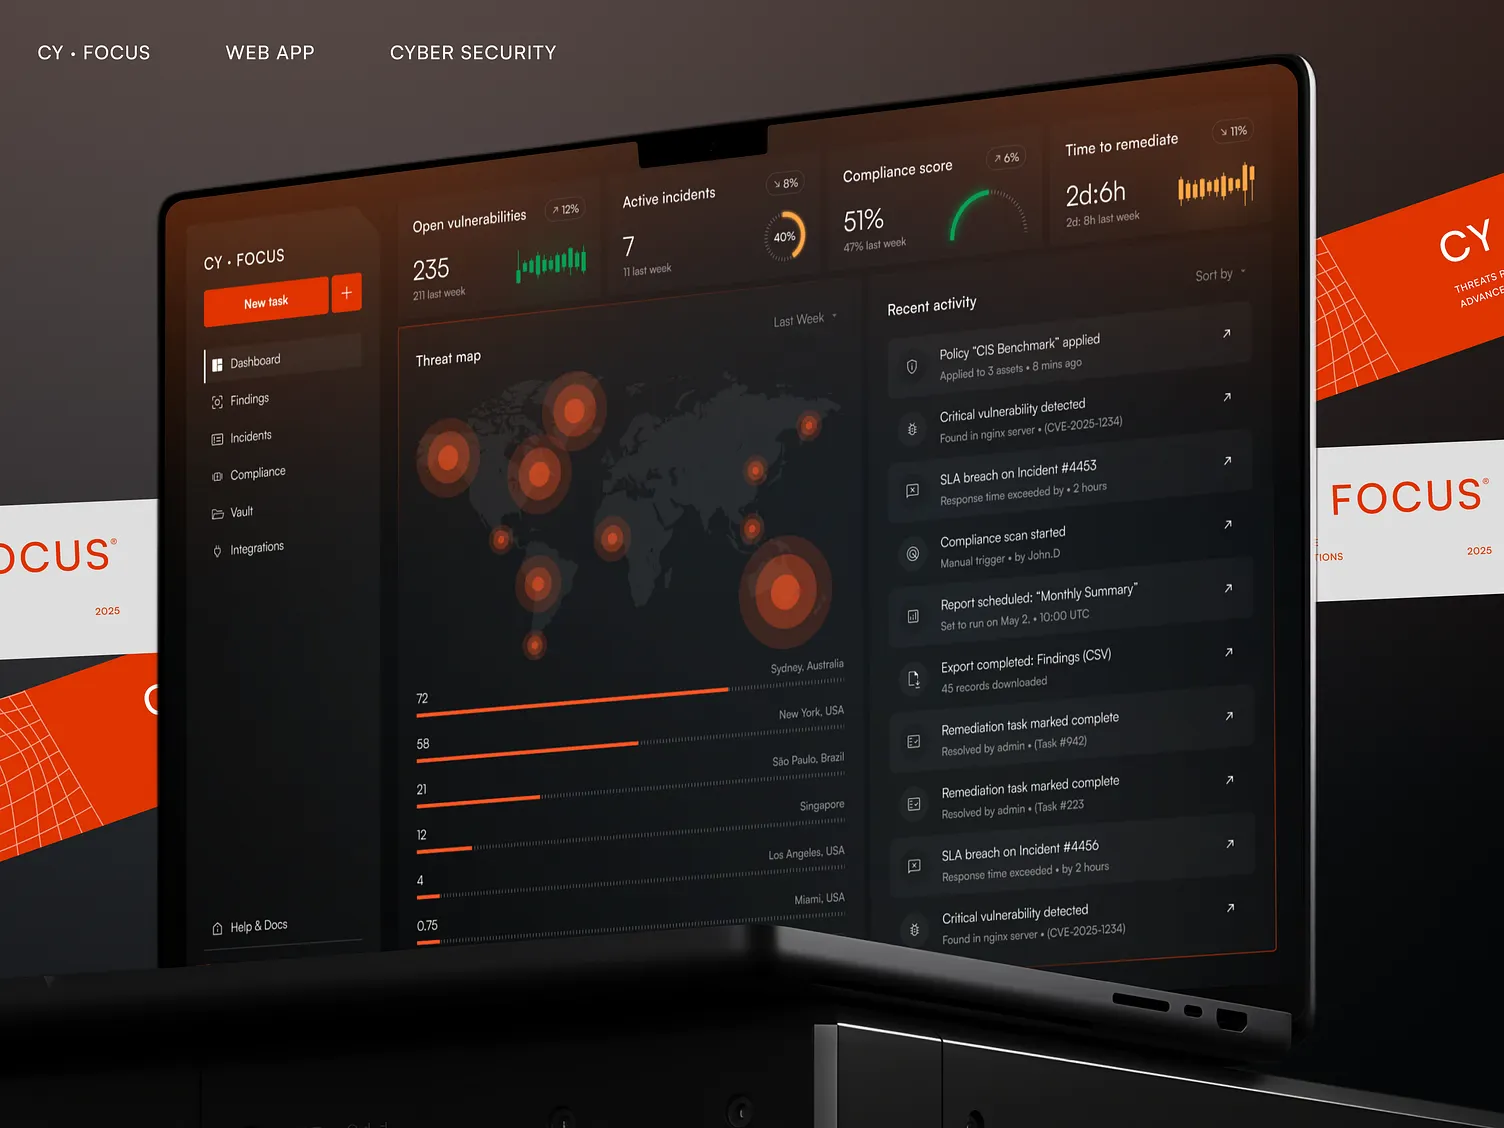 CY • FOCUS
WEB APP
CYBER SECURITY
CY • FOCUS
New task
+
Dashboard
Findings
Incidents
Compliance
Vault
Integrations
Help & Docs
Open vulnerabilities
12%
235
211 last week
Active incidents
8%
7
11 last week
40%
Compliance score
6%
51%
47% last week
Time to remediate
11%
2d:6h
2d: 8h last week
Threat map
Last Week
Sydney, Australia
72
New York, USA
58
São Paulo, Brazil
21
Singapore
12
Los Angeles, USA
4
Miami, USA
0.75
Recent activity
Sort by
Policy “CIS Benchmark” applied
Applied to 3 assets • 8 mins ago
Critical vulnerability detected
Found in nginx server • (CVE-2025-1234)
SLA breach on Incident #4453
Response time exceeded by • 2 hours
Compliance scan started
Manual trigger • by John.D
Report scheduled: “Monthly Summary”
Set to run on May 2. • 10:00 UTC
Export completed: Findings (CSV)
45 records downloaded
Remediation task marked complete
Resolved by admin • (Task #942)
Remediation task marked complete
Resolved by admin • (Task #223
SLA breach on Incident #4456
Response time exceeded • by 2 hours
Critical vulnerability detected
Found in nginx server • (CVE-2025-1234)
OCUS®
2025
C
CY
THREATS
ADVANCE
FOCUS®
TIONS
2025